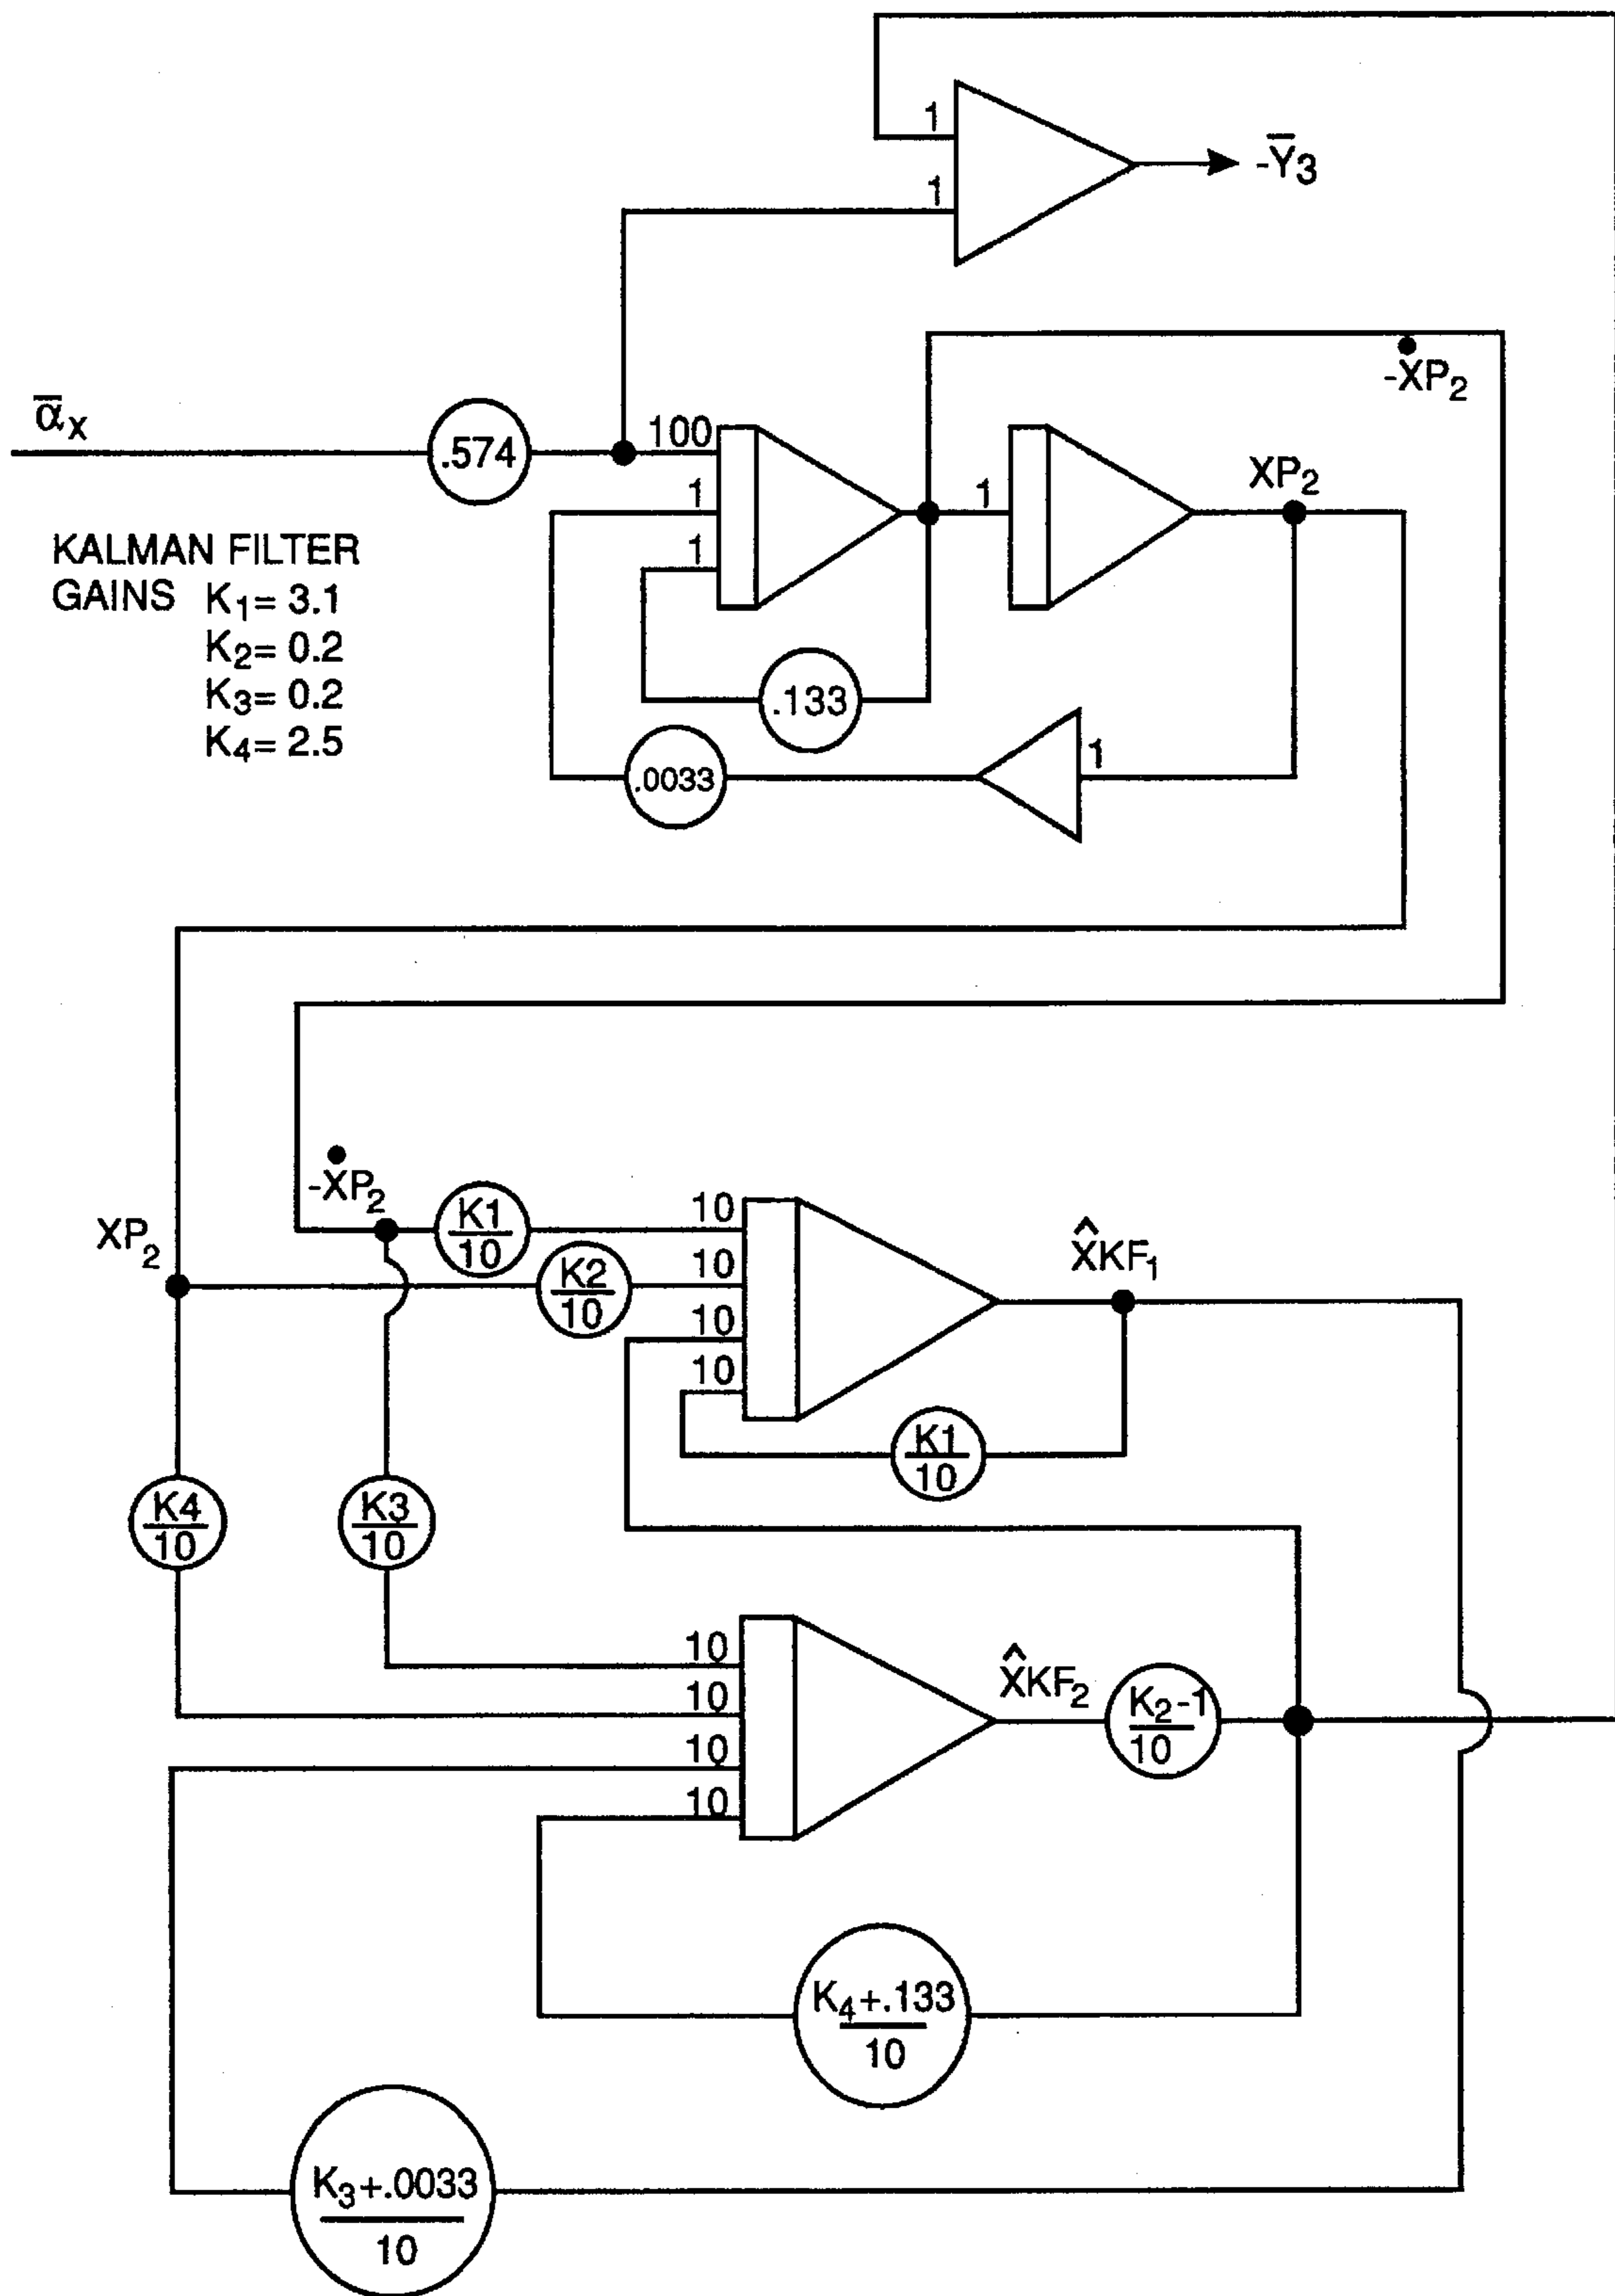 1
-Y̅3
1
-ẊP2
α̅x
.574
100
1
1
1
XP2
KALMAN FILTER
GAINS K1= 3.1
K2= 0.2
K3= 0.2
K4= 2.5
.133
.0033
1
-ẊP2
XP2
K1/10
10
K2/10
10
10
10
X̂KF1
K1/10
K4/10
K3/10
10
10
10
10
X̂KF2
K2-1/10
K4+.133/10
K3+.0033/10